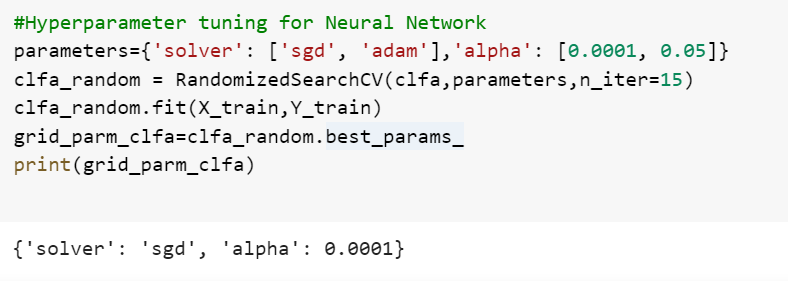 #Hyperparameter tuning for Neural Network
parameters={'solver': ['sgd', 'adam'],'alpha': [0.0001, 0.05]}
clfa_random = RandomizedSearchCV(clfa,parameters,n_iter=15)
clfa_random.fit(X_train,Y_train)
grid_parm_clfa=clfa_random.best_params_
print(grid_parm_clfa)
{'solver': 'sgd', 'alpha': 0.0001}